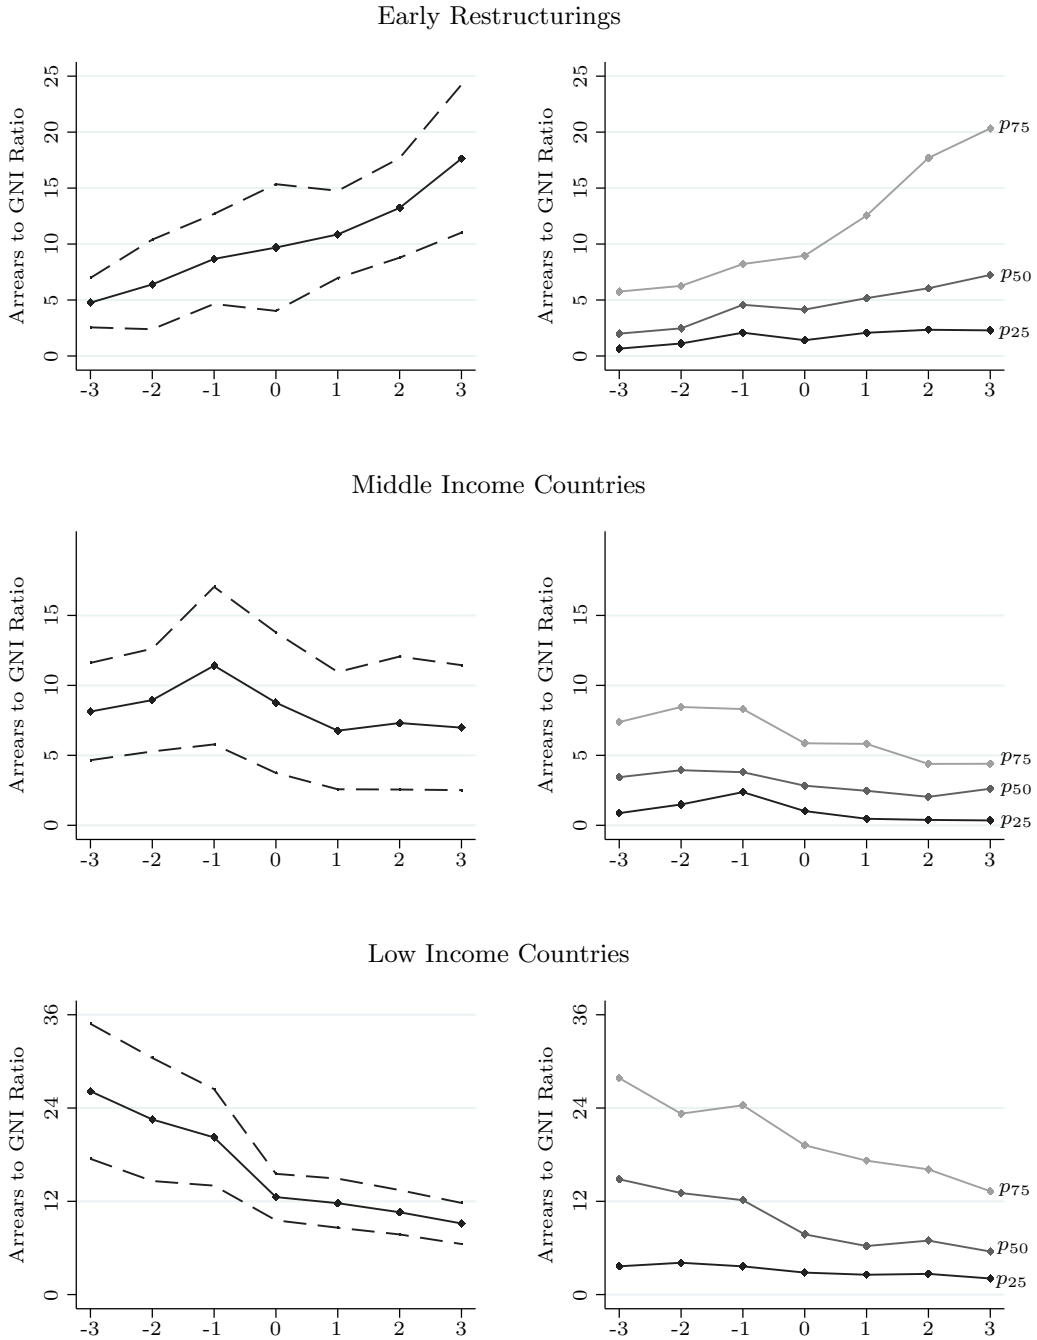 Early Restructurings
Arrears to GNI Ratio
25
20
15
10
5
0
-3 -2 -1 0 1 2 3
Arrears to GNI Ratio
25
20
15
10
5
0
p75
p50
p25
-3 -2 -1 0 1 2 3
Middle Income Countries
Arrears to GNI Ratio
15
10
5
0
-3 -2 -1 0 1 2 3
Arrears to GNI Ratio
15
10
5
0
p75
p50
p25
-3 -2 -1 0 1 2 3
Low Income Countries
Arrears to GNI Ratio
36
24
12
0
-3 -2 -1 0 1 2 3
Arrears to GNI Ratio
36
24
12
0
p75
p50
p25
-3 -2 -1 0 1 2 3